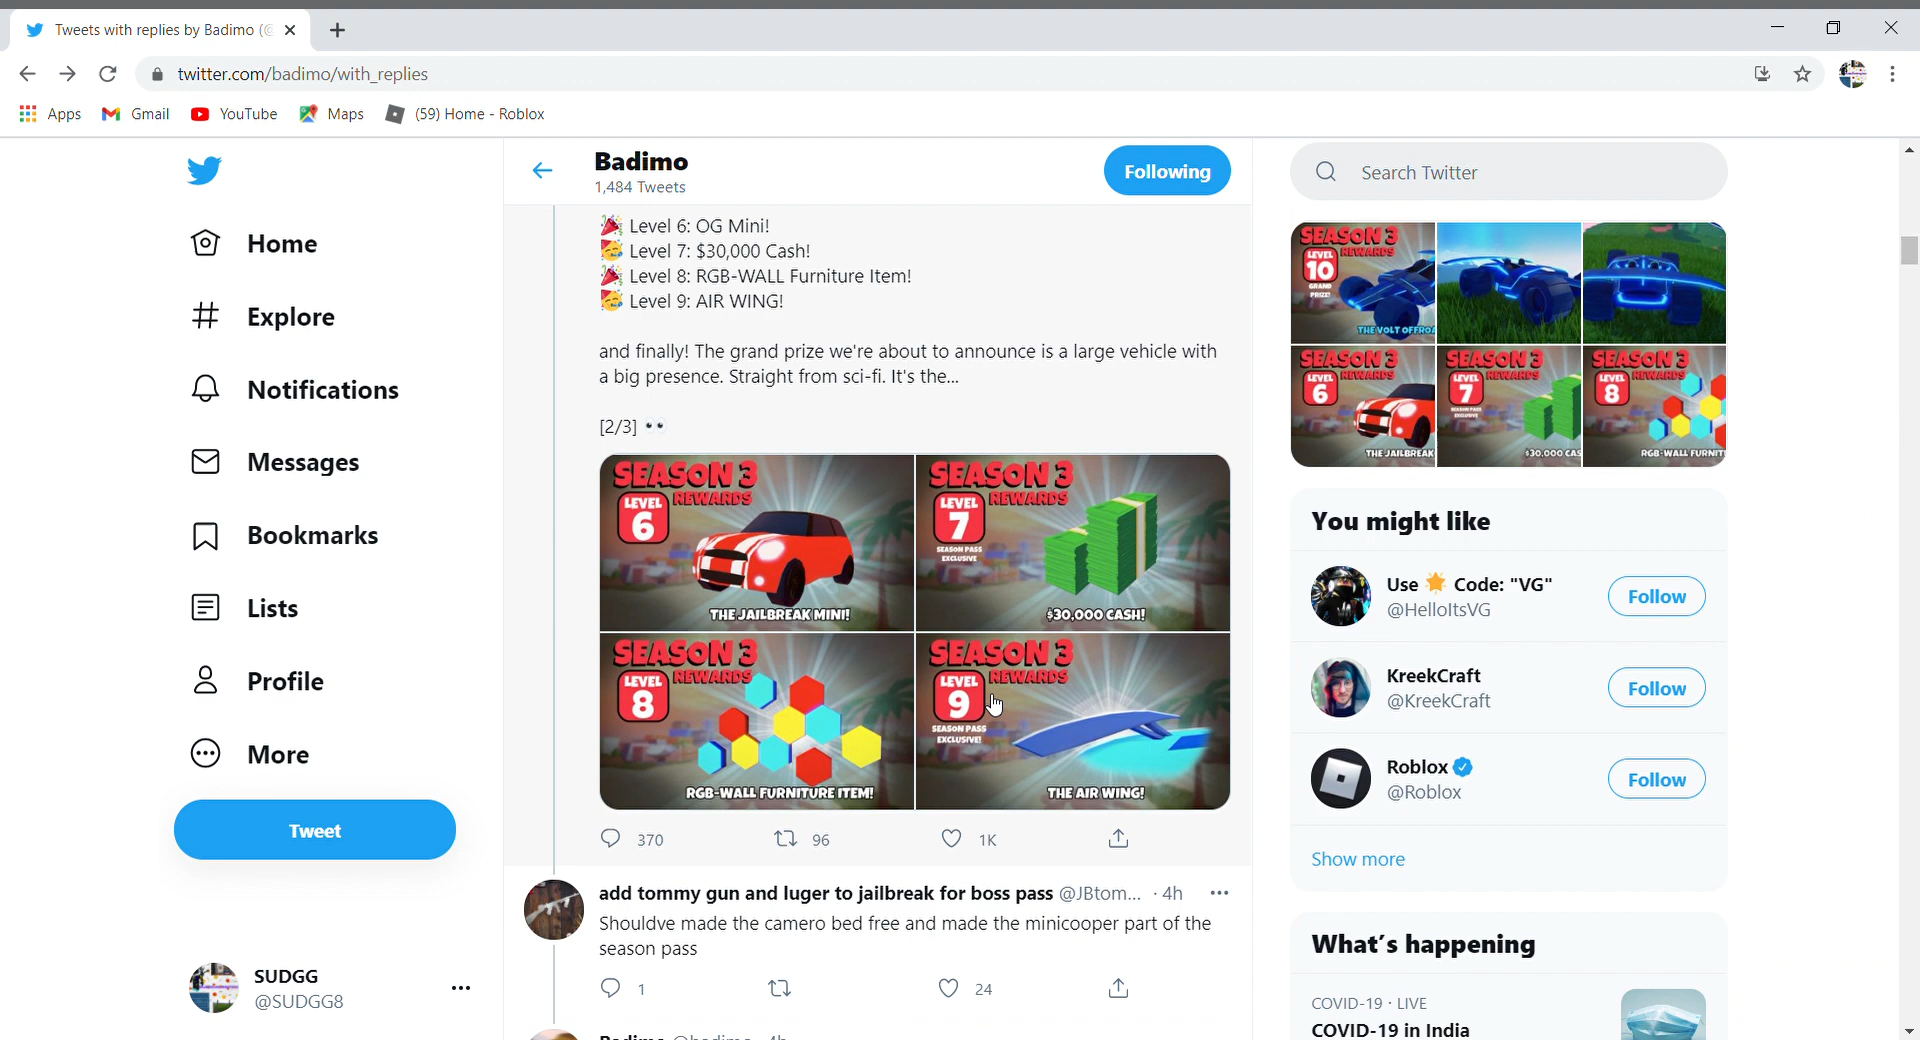 Tweets with replies by Badimo (@
twitter.com/badimo/with_replies
Apps
Gmail
YouTube
Maps
(59) Home - Roblox
Home
Explore
Notifications
Messages
Bookmarks
Lists
Profile
More
Tweet
SUDGG
@SUDGG8
Badimo
1,484 Tweets
Following
Level 6: OG Mini!
Level 7: $30,000 Cash!
Level 8: RGB-WALL Furniture Item!
Level 9: AIR WING!
and finally! The grand prize we're about to announce is a large vehicle with
a big presence. Straight from sci-fi. It's the...
[2/3]
SEASON 3
REWARDS
LEVEL
6
THE JAILBREAK MINI!
SEASON 3
REWARDS
LEVEL
7
SEASON PASS
EXCLUSIVE
$30,000 CASH!
SEASON 3
REWARDS
LEVEL
8
RGB-WALL FURNITURE ITEM!
SEASON 3
REWARDS
LEVEL
9
SEASON PASS
EXCLUSIVE!
THE AIR WING!
370
96
1K
add tommy gun and luger to jailbreak for boss pass @JBtom... · 4h
Shouldve made the camero bed free and made the minicooper part of the
season pass
1
24
Badimo @badimo · 4h
Search Twitter
SEASON 3
REWARDS
LEVEL
10
GRAND
PRIZE!
THE VOLT OFFROA
SEASON 3
REWARDS
LEVEL
6
THE JAILBREAK
SEASON 3
REWARDS
LEVEL
7
SEASON PASS
EXCLUSIVE
$30,000 CAS
SEASON 3
REWARDS
LEVEL
8
RGB-WALL FURNIT
You might like
Use Code: "VG"
@HelloItsVG
Follow
KreekCraft
@KreekCraft
Follow
Roblox
@Roblox
Follow
Show more
What's happening
COVID-19 · LIVE
COVID-19 in India